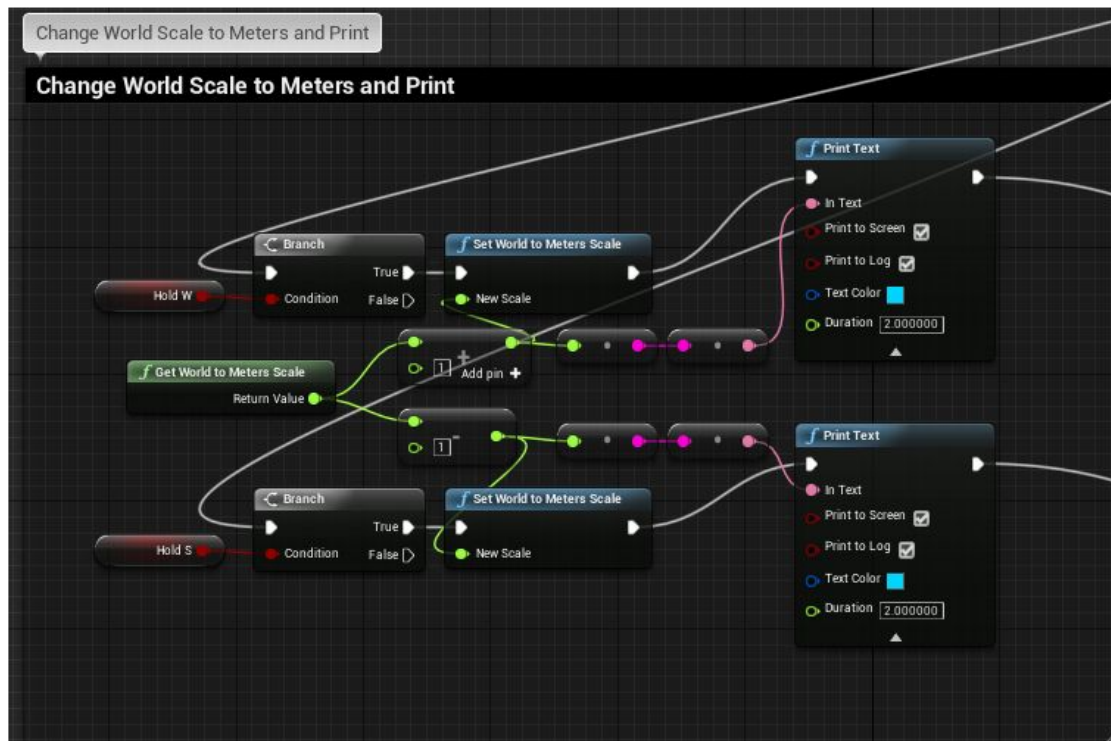 Change World Scale to Meters and Print
Change World Scale to Meters and Print
Print Text
In Text
Print to Screen
Print to Log
Text Color
Duration 2.000000
Branch
True
Condition
False
Set World to Meters Scale
New Scale
Hold W
1
+
Add pin +
Get World to Meters Scale
Return Value
1
-
Print Text
In Text
Print to Screen
Print to Log
Text Color
Duration 2.000000
Branch
True
Condition
False
Set World to Meters Scale
New Scale
Hold S